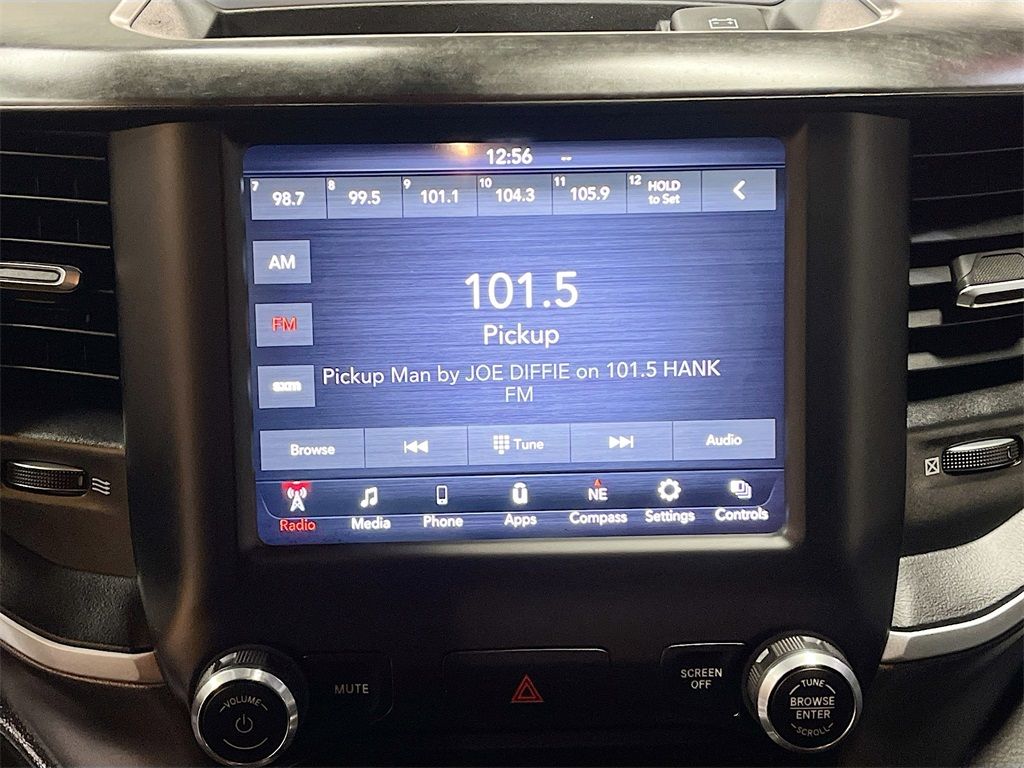 12:56 --
7 98.7 8 99.5 9 101.1 10 104.3 11 105.9 12 HOLD
to Set
AM
101.5
FM
Pickup
sxm
Pickup Man by JOE DIFFIE on 101.5 HANK
FM
Browse Tune Audio
NE
Radio Media Phone Apps Compass Settings Controls
VOLUME
MUTE
SCREEN
OFF
TUNE
BROWSE
ENTER
SCROLL